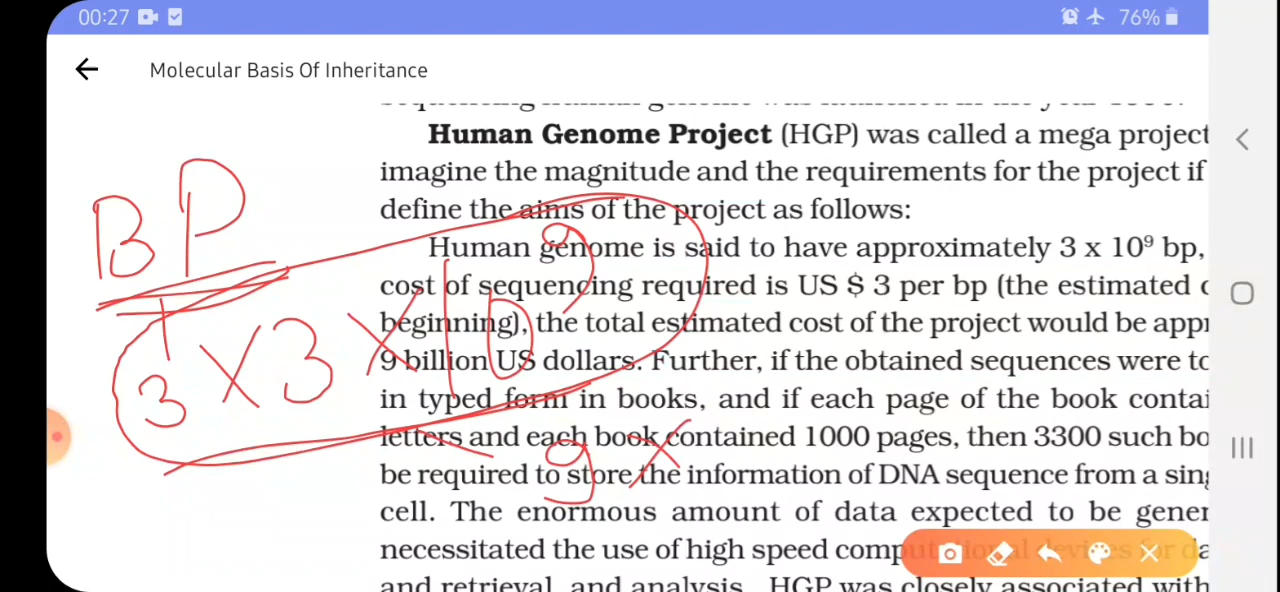 00:27 76%
Molecular Basis Of Inheritance
Human Genome Project (HGP) was called a mega project
imagine the magnitude and the requirements for the project if
define the aims of the project as follows:
Human genome is said to have approximately 3 x 10⁹ bp,
cost of sequencing required is US $ 3 per bp (the estimated
beginning), the total estimated cost of the project would be
9 billion US dollars. Further, if the obtained sequences were
in typed form in books, and if each page of the book
letters and each book contained 1000 pages, then 3300 such
be required to store the information of DNA sequence from a
cell. The enormous amount of data expected to be
necessitated the use of high speed
and retrieval, and analysis. HGP was closely associated with
BP
3 × 3 × 10⁹
9 ×